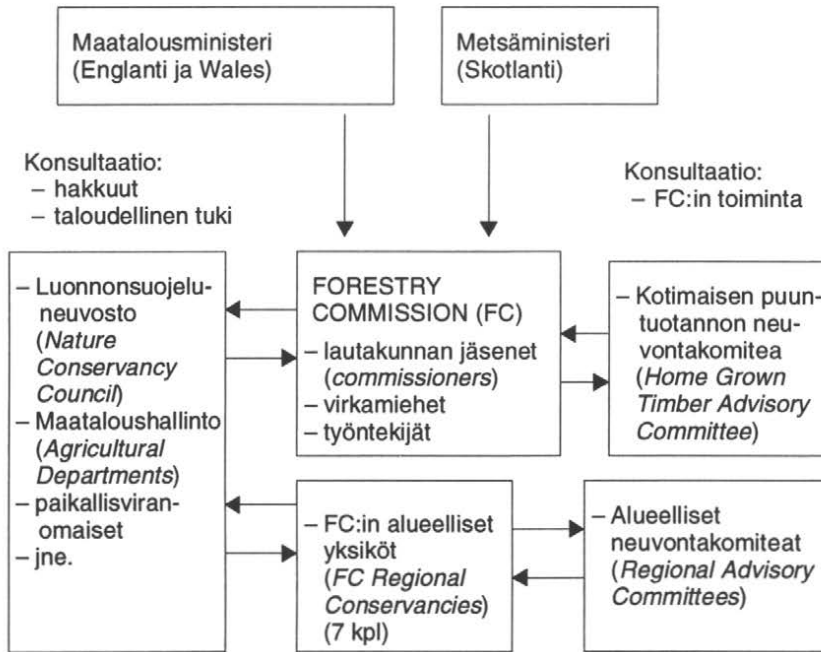 Maatalousministeri
(Englanti ja Wales)
Metsäministeri
(Skotlanti)
Konsultaatio:
– hakkuut
– taloudellinen tuki
Konsultaatio:
– FC:in toiminta
– Luonnonsuojelu-
neuvosto
(Nature
Conservancy
Council)
– Maataloushallinto
(Agricultural
Departments)
– paikallisviran-
omaiset
– jne.
FORESTRY
COMMISSION (FC)
– lautakunnan jäsenet
(commissioners)
– virkamiehet
– työntekijät
– Kotimaisen puun-
tuotannon neu-
vontakomitea
(Home Grown
Timber Advisory
Committee)
– FC:in alueelliset
yksiköt
(FC Regional
Conservancies)
(7 kpl)
– Alueelliset
neuvontakomiteat
(Regional Advisory
Committees)